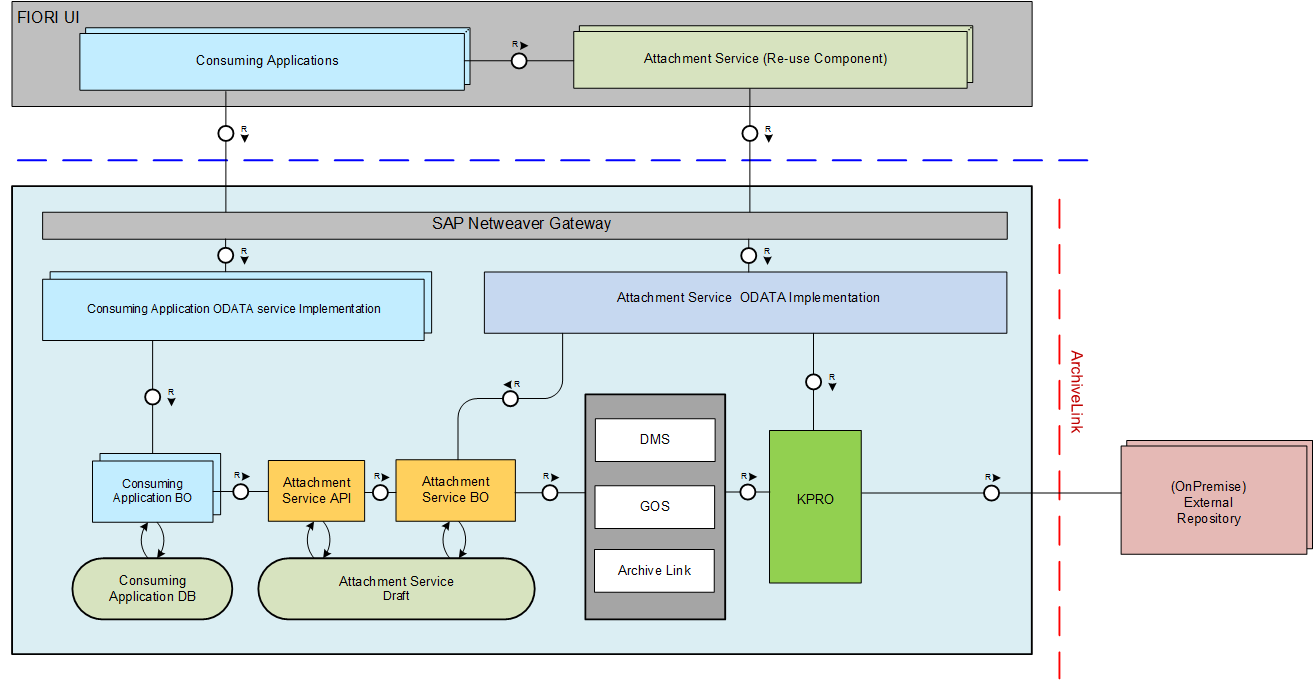 FIORI UI
Consuming Applications
R
Attachment Service (Re-use Component)
R
R
SAP Netweaver Gateway
R
R
Consuming Application ODATA service Implementation
Attachment Service ODATA Implementation
R
R
R
ArchiveLink
Consuming
Application BO
R
Attachment
Service API
R
Attachment
Service BO
R
DMS
GOS
Archive Link
R
KPRO
R
(OnPremise)
External
Repository
Consuming
Application DB
Attachment Service
Draft